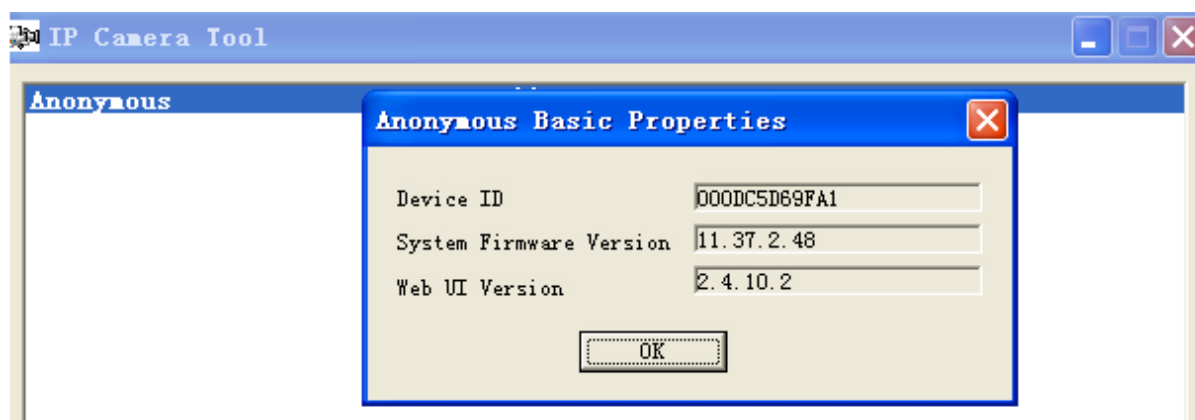 IP Camera Tool
Anonymous
Anonymous Basic Properties
Device ID 000DC5D69FA1
System Firmware Version 11.37.2.48
Web UI Version 2.4.10.2
OK